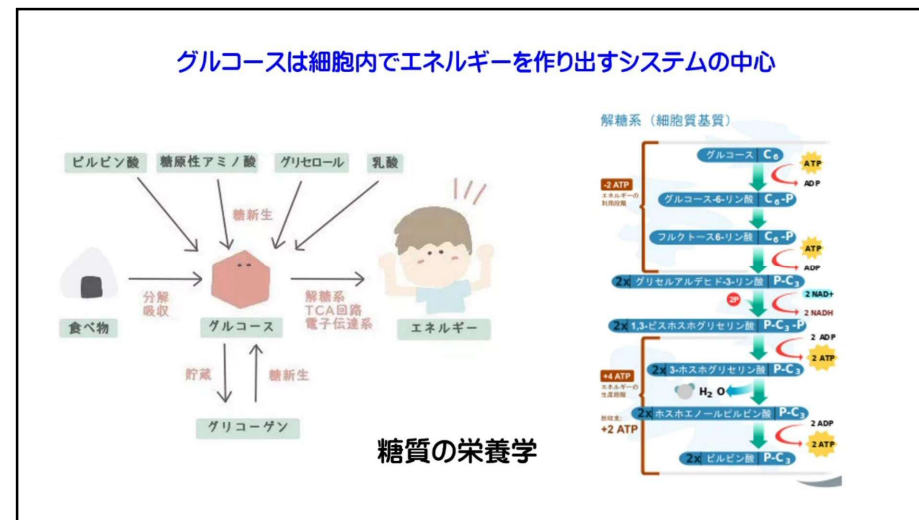 グルコースは細胞内でエネルギーを作り出すシステムの中心
ピルビン酸
糖原性アミノ酸
グリセロール
乳酸
糖新生
食べ物
分解
吸収
グルコース
解糖系
TCA回路
電子伝達系
エネルギー
貯蔵
糖新生
グリコーゲン
糖質の栄養学
解糖系（細胞質基質）
グルコース C6
ATP
ADP
-2 ATP
エネルギーの
利用段階
グルコース-6-リン酸 C6-P
フルクトース6-リン酸 C6-P
ATP
ADP
2x グリセルアルデヒド-3-リン酸 P-C3
2P
2 NAD+
2 NADH
2x 1,3-ビスホスホグリセリン酸 P-C3-P
2 ADP
2 ATP
+4 ATP
エネルギーの
生産段階
2x 3-ホスホグリセリン酸 P-C3
H2O
2x ホスホエノールピルビン酸 P-C3
+2 ATP
2 ADP
2 ATP
2x ピルビン酸 P-C3